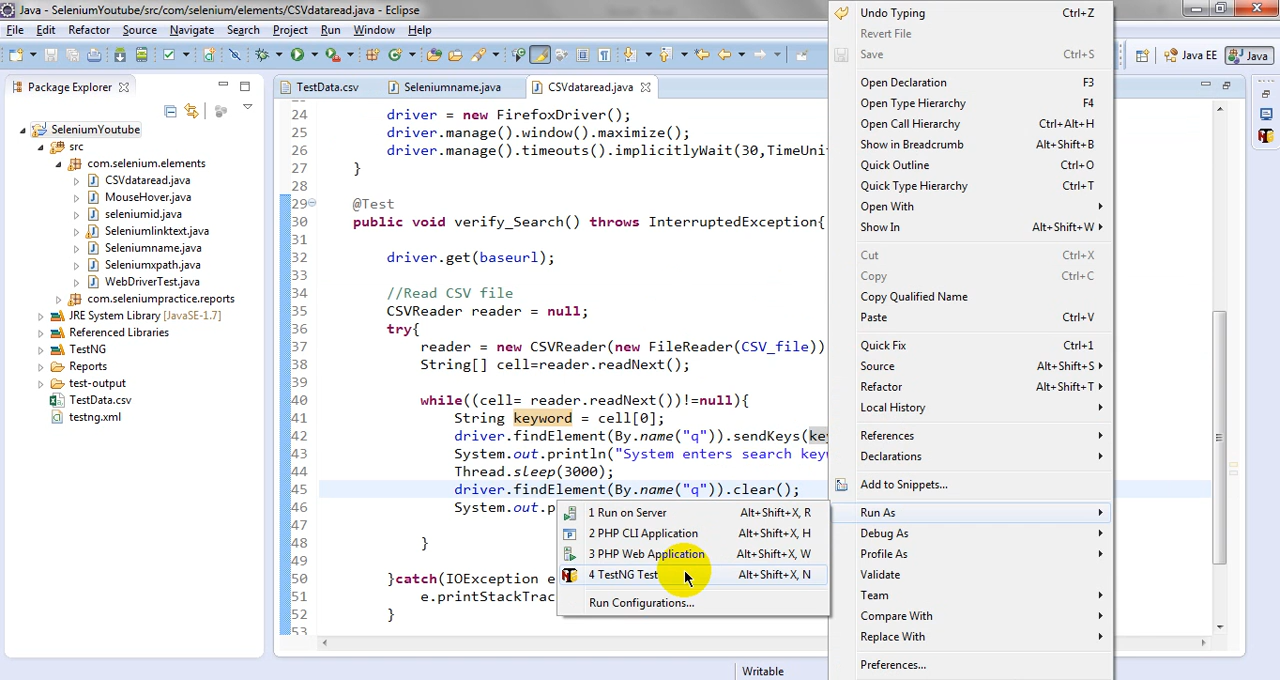 Java - SeleniumYoutube/src/com/selenium/elements/CSVdataread.java - Eclipse
File Edit Refactor Source Navigate Search Project Run Window Help
Java EE Java
Package Explorer
SeleniumYoutube
src
com.selenium.elements
CSVdataread.java
MouseHover.java
seleniumid.java
Seleniumlinktext.java
Seleniumname.java
Seleniumxpath.java
WebDriverTest.java
com.seleniumpractice.reports
JRE System Library [JavaSE-1.7]
Referenced Libraries
TestNG
Reports
test-output
TestData.csv
testng.xml
TestData.csv Seleniumname.java CSVdataread.java
24 driver = new FirefoxDriver();
25 driver.manage().window().maximize();
26 driver.manage().timeouts().implicitlyWait(30,TimeUnit
27 }
28
29 @Test
30 public void verify_Search() throws InterruptedException{
31
32 driver.get(baseurl);
33
34 //Read CSV file
35 CSVReader reader = null;
36 try{
37 reader = new CSVReader(new FileReader(CSV_file))
38 String[] cell=reader.readNext();
39
40 while((cell= reader.readNext())!=null){
41 String keyword = cell[0];
42 driver.findElement(By.name("q")).sendKeys(key
43 System.out.println("System enters search keyw
44 Thread.sleep(3000);
45 driver.findElement(By.name("q")).clear();
46 System.out.p
47
48 }
49
50 }catch(IOException e
51 e.printStackTrac
52 }
53
1 Run on Server Alt+Shift+X, R
2 PHP CLI Application Alt+Shift+X, H
3 PHP Web Application Alt+Shift+X, W
4 TestNG Test Alt+Shift+X, N
Run Configurations...
Undo Typing Ctrl+Z
Revert File
Save Ctrl+S
Open Declaration F3
Open Type Hierarchy F4
Open Call Hierarchy Ctrl+Alt+H
Show in Breadcrumb Alt+Shift+B
Quick Outline Ctrl+O
Quick Type Hierarchy Ctrl+T
Open With
Show In Alt+Shift+W
Cut Ctrl+X
Copy Ctrl+C
Copy Qualified Name
Paste Ctrl+V
Quick Fix Ctrl+1
Source Alt+Shift+S
Refactor Alt+Shift+T
Local History
References
Declarations
Add to Snippets...
Run As
Debug As
Profile As
Validate
Team
Compare With
Replace With
Preferences...
Writable